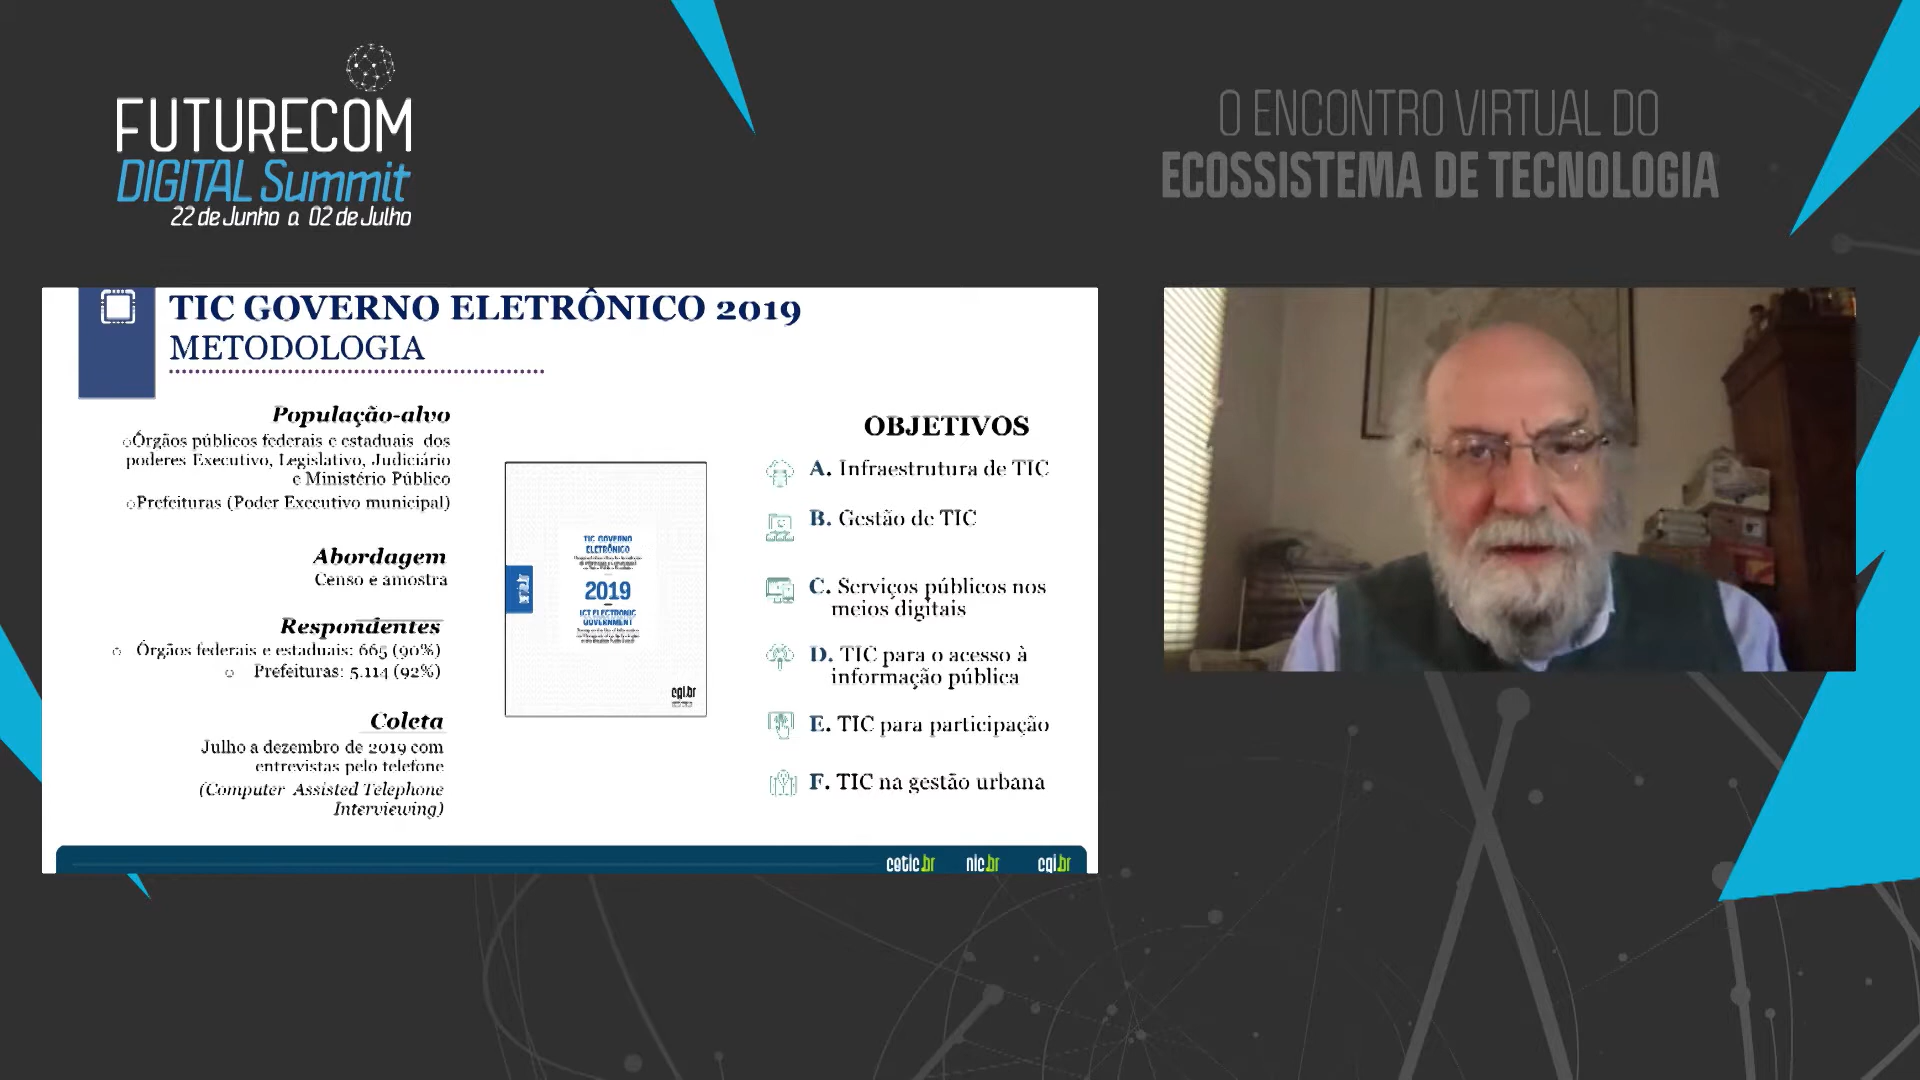 FUTURECOM
DIGITAL Summit
22 de Junho a 02 de Julho
O ENCONTRO VIRTUAL DO
ECOSSISTEMA DE TECNOLOGIA
TIC GOVERNO ELETRÔNICO 2019
METODOLOGIA
População-alvo
Órgãos públicos federais e estaduais dos
poderes Executivo, Legislativo, Judiciário
e Ministério Público
Prefeituras (Poder Executivo municipal)
Abordagem
Censo e amostra
Respondentes
Órgãos federais e estaduais: 665 (90%)
Prefeituras: 5.114 (92%)
Coleta
Julho a dezembro de 2019 com
entrevistas pelo telefone
(Computer Assisted Telephone
Interviewing)
TIC GOVERNO
ELETRÔNICO
2019
ICT ELECTRONIC
GOVERNMENT
cgi.br
OBJETIVOS
A. Infraestrutura de TIC
B. Gestão de TIC
C. Serviços públicos nos
meios digitais
D. TIC para o acesso à
informação pública
E. TIC para participação
F. TIC na gestão urbana
cetic.br nic.br cgi.br